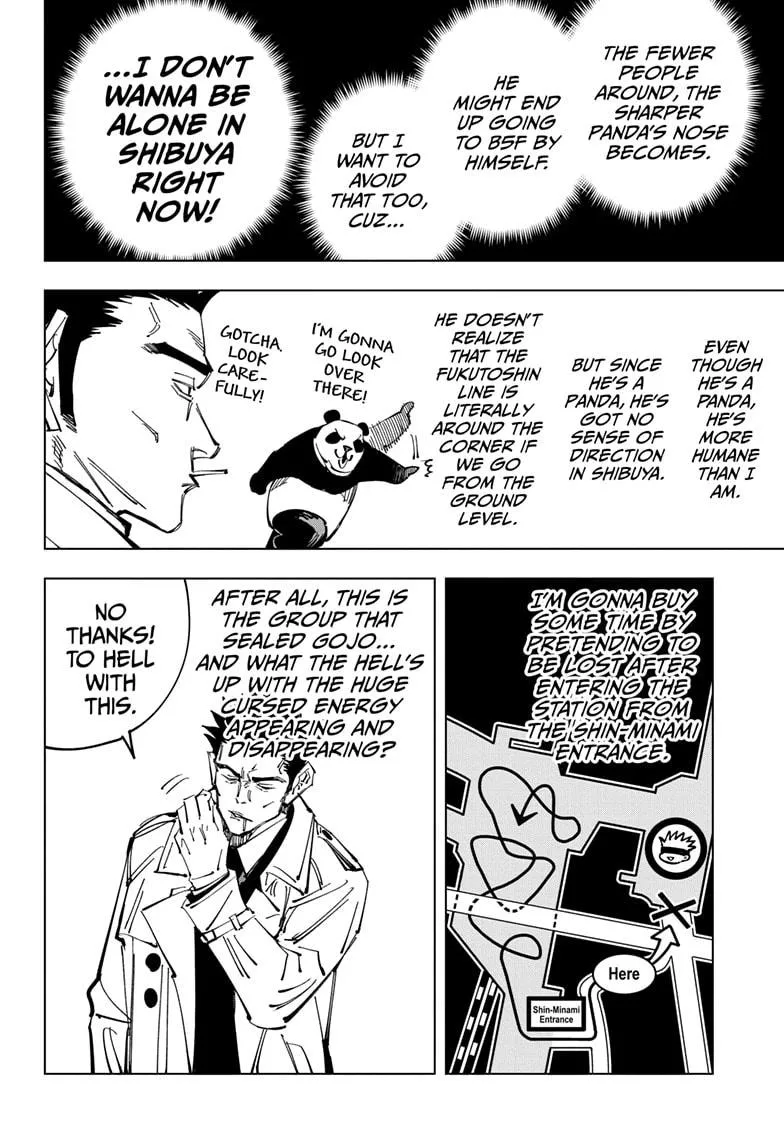 THE FEWER
PEOPLE
AROUND, THE
SHARPER
PANDA'S NOSE
BECOMES.
HE
MIGHT END
UP GOING
TO B5F BY
HIMSELF.
BUT I
WANT TO
AVOID
THAT TOO,
CUZ...
...I DON'T
WANNA BE
ALONE IN
SHIBUYA
RIGHT
NOW!
EVEN
THOUGH
HE'S A
PANDA,
HE'S
MORE
HUMANE
THAN I
AM.
BUT SINCE
HE'S A
PANDA, HE'S
GOT NO
SENSE OF
DIRECTION
IN SHIBUYA.
HE DOESN'T
REALIZE
THAT THE
FUKUTOSHIN
LINE IS
LITERALLY
AROUND THE
CORNER IF
WE GO
FROM THE
GROUND
LEVEL.
I'M GONNA
GO LOOK
OVER
THERE!
GOTCHA.
LOOK
CARE-
FULLY!
I'M GONNA BUY
SOME TIME BY
PRETENDING TO
BE LOST AFTER
ENTERING THE
STATION FROM
THE SHIN-MINAMI
ENTRANCE.
Here
Shin-Minami
Entrance
AFTER ALL, THIS IS
THE GROUP THAT
SEALED GOJO...
AND WHAT THE HELL'S
UP WITH THE HUGE
CURSED ENERGY
APPEARING AND
DISAPPEARING?
NO
THANKS!
TO HELL
WITH
THIS.